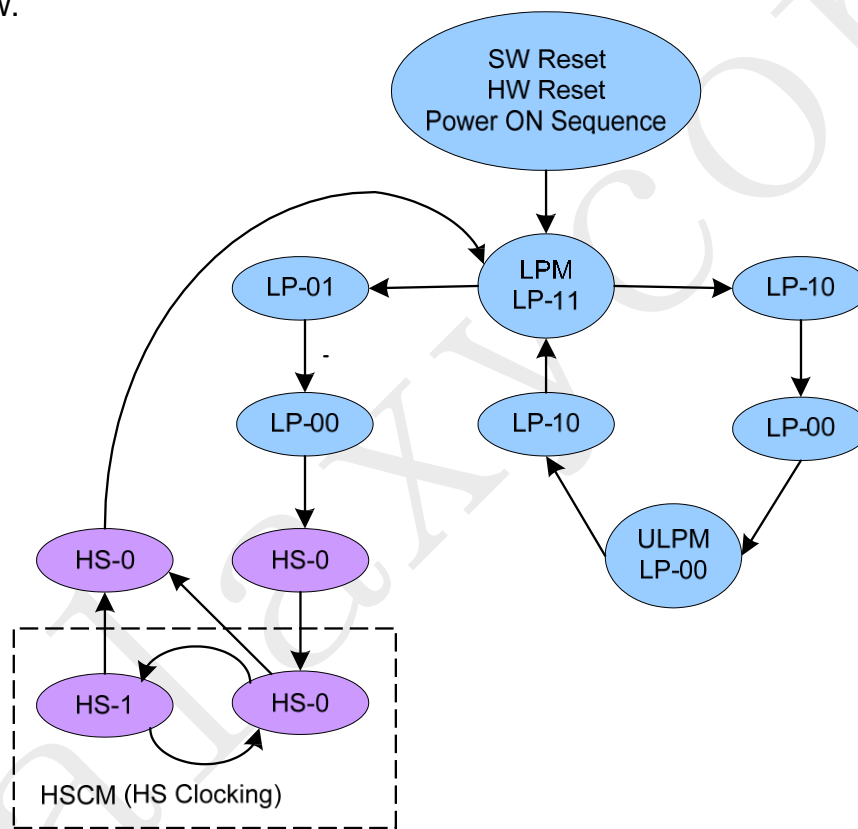 w.
SW Reset
HW Reset
Power ON Sequence
LP-01
LPM
LP-11
LP-10
LP-00
LP-10
LP-00
HS-0
HS-0
ULPM
LP-00
HS-1
HS-0
HSCM (HS Clocking)